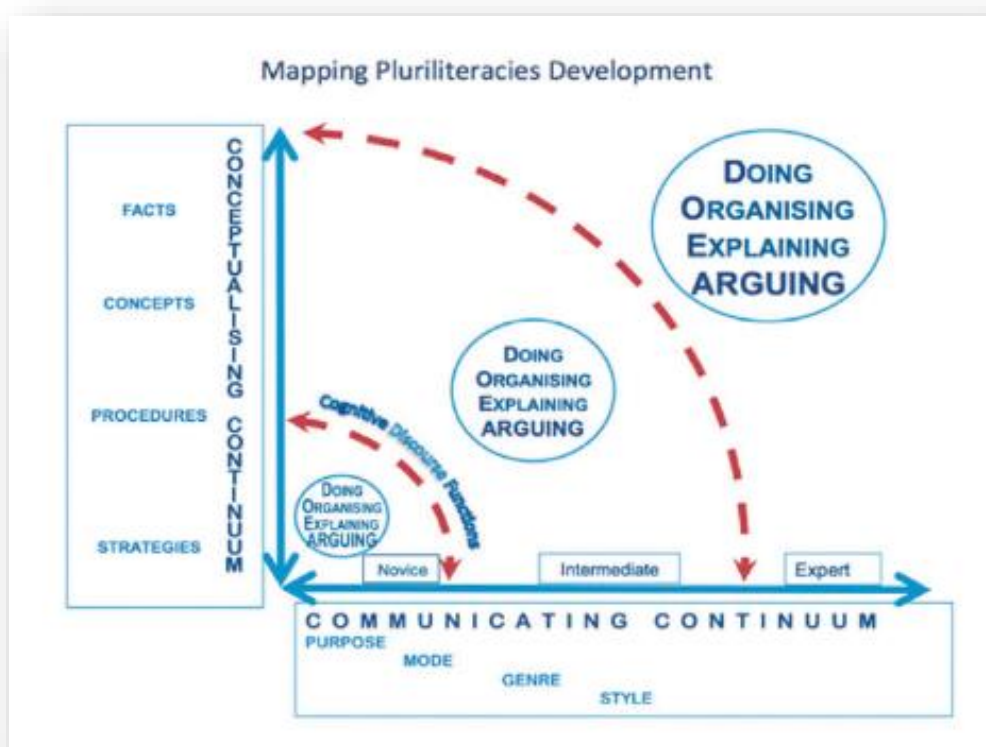 Mapping Pluriliteracies Development
CONCEPTUALISING CONTINUUM
FACTS
CONCEPTS
PROCEDURES
STRATEGIES
DOING
ORGANISING
EXPLAINING
ARGUING
DOING
ORGANISING
EXPLAINING
ARGUING
Cognitive Discourse Functions
DOING
ORGANISING
EXPLAINING
ARGUING
Novice
Intermediate
Expert
COMMUNICATING CONTINUUM
PURPOSE
MODE
GENRE
STYLE